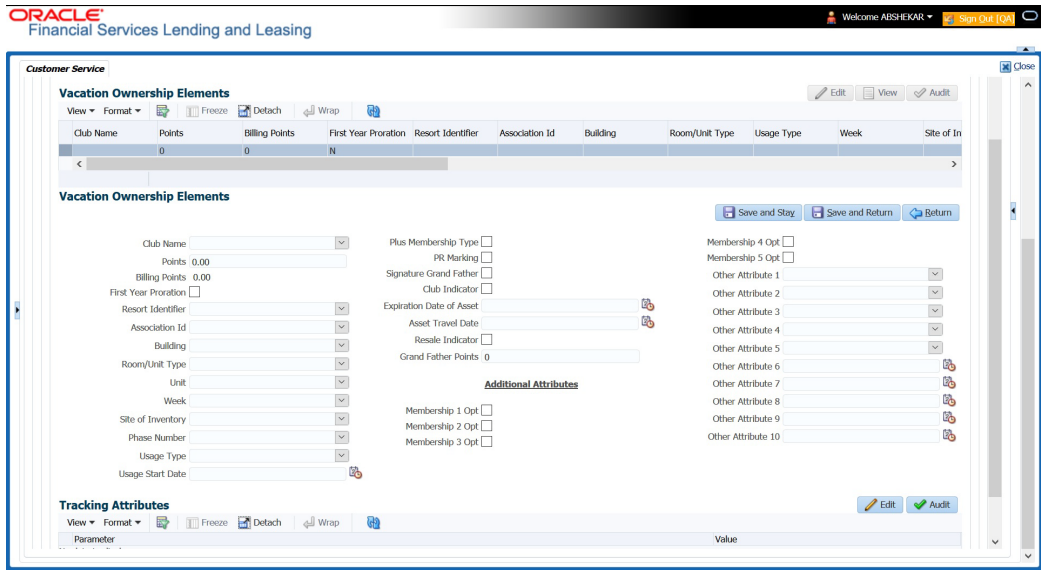 ORACLE
Financial Services Lending and Leasing
Welcome ABSHEKAR
Sign Out [QA]
Customer Service
Close
Vacation Ownership Elements
Edit View Audit
View Format Freeze Detach Wrap
Club Name Points Billing Points First Year Proration Resort Identifier Association Id Building Room/Unit Type Usage Type Week Site of In
0 0 N
Vacation Ownership Elements
Save and Stay Save and Return Return
Club Name
Points 0.00
Billing Points 0.00
First Year Proration
Resort Identifier
Association Id
Building
Room/Unit Type
Unit
Week
Site of Inventory
Phase Number
Usage Type
Usage Start Date
Plus Membership Type
PR Marking
Signature Grand Father
Club Indicator
Expiration Date of Asset
Asset Travel Date
Resale Indicator
Grand Father Points 0
Additional Attributes
Membership 1 Opt
Membership 2 Opt
Membership 3 Opt
Membership 4 Opt
Membership 5 Opt
Other Attribute 1
Other Attribute 2
Other Attribute 3
Other Attribute 4
Other Attribute 5
Other Attribute 6
Other Attribute 7
Other Attribute 8
Other Attribute 9
Other Attribute 10
Tracking Attributes
Edit Audit
View Format Freeze Detach Wrap
Parameter Value